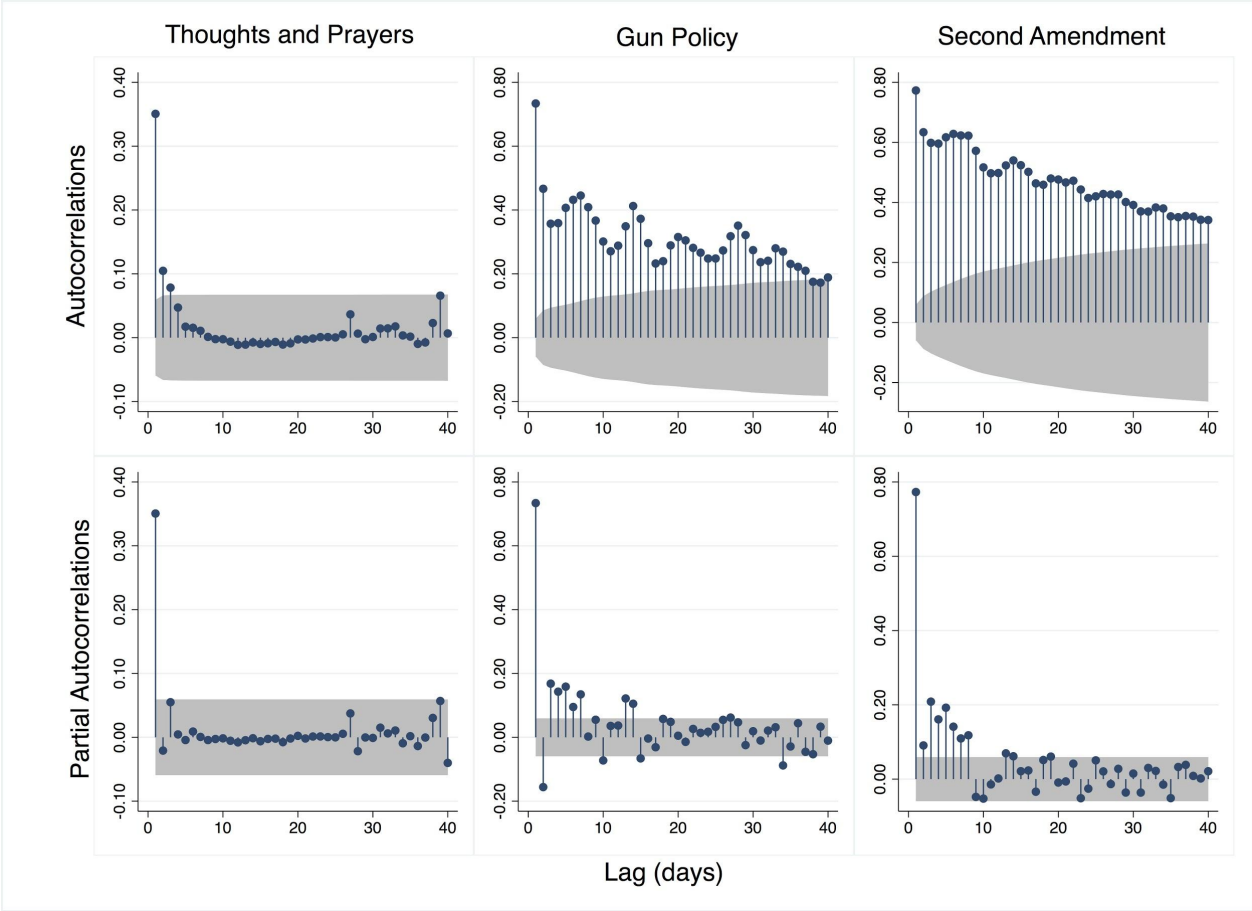 Thoughts and Prayers
Gun Policy
Second Amendment
Autocorrelations
0.40
0.30
0.20
0.10
0.00
-0.10
0 10 20 30 40
0.80
0.60
0.40
0.20
0.00
-0.20
0 10 20 30 40
0.80
0.60
0.40
0.20
0.00
-0.20
0 10 20 30 40
Partial Autocorrelations
0.40
0.30
0.20
0.10
0.00
-0.10
0 10 20 30 40
0.80
0.60
0.40
0.20
0.00
-0.20
0 10 20 30 40
0.80
0.60
0.40
0.20
0.00
0 10 20 30 40
Lag (days)